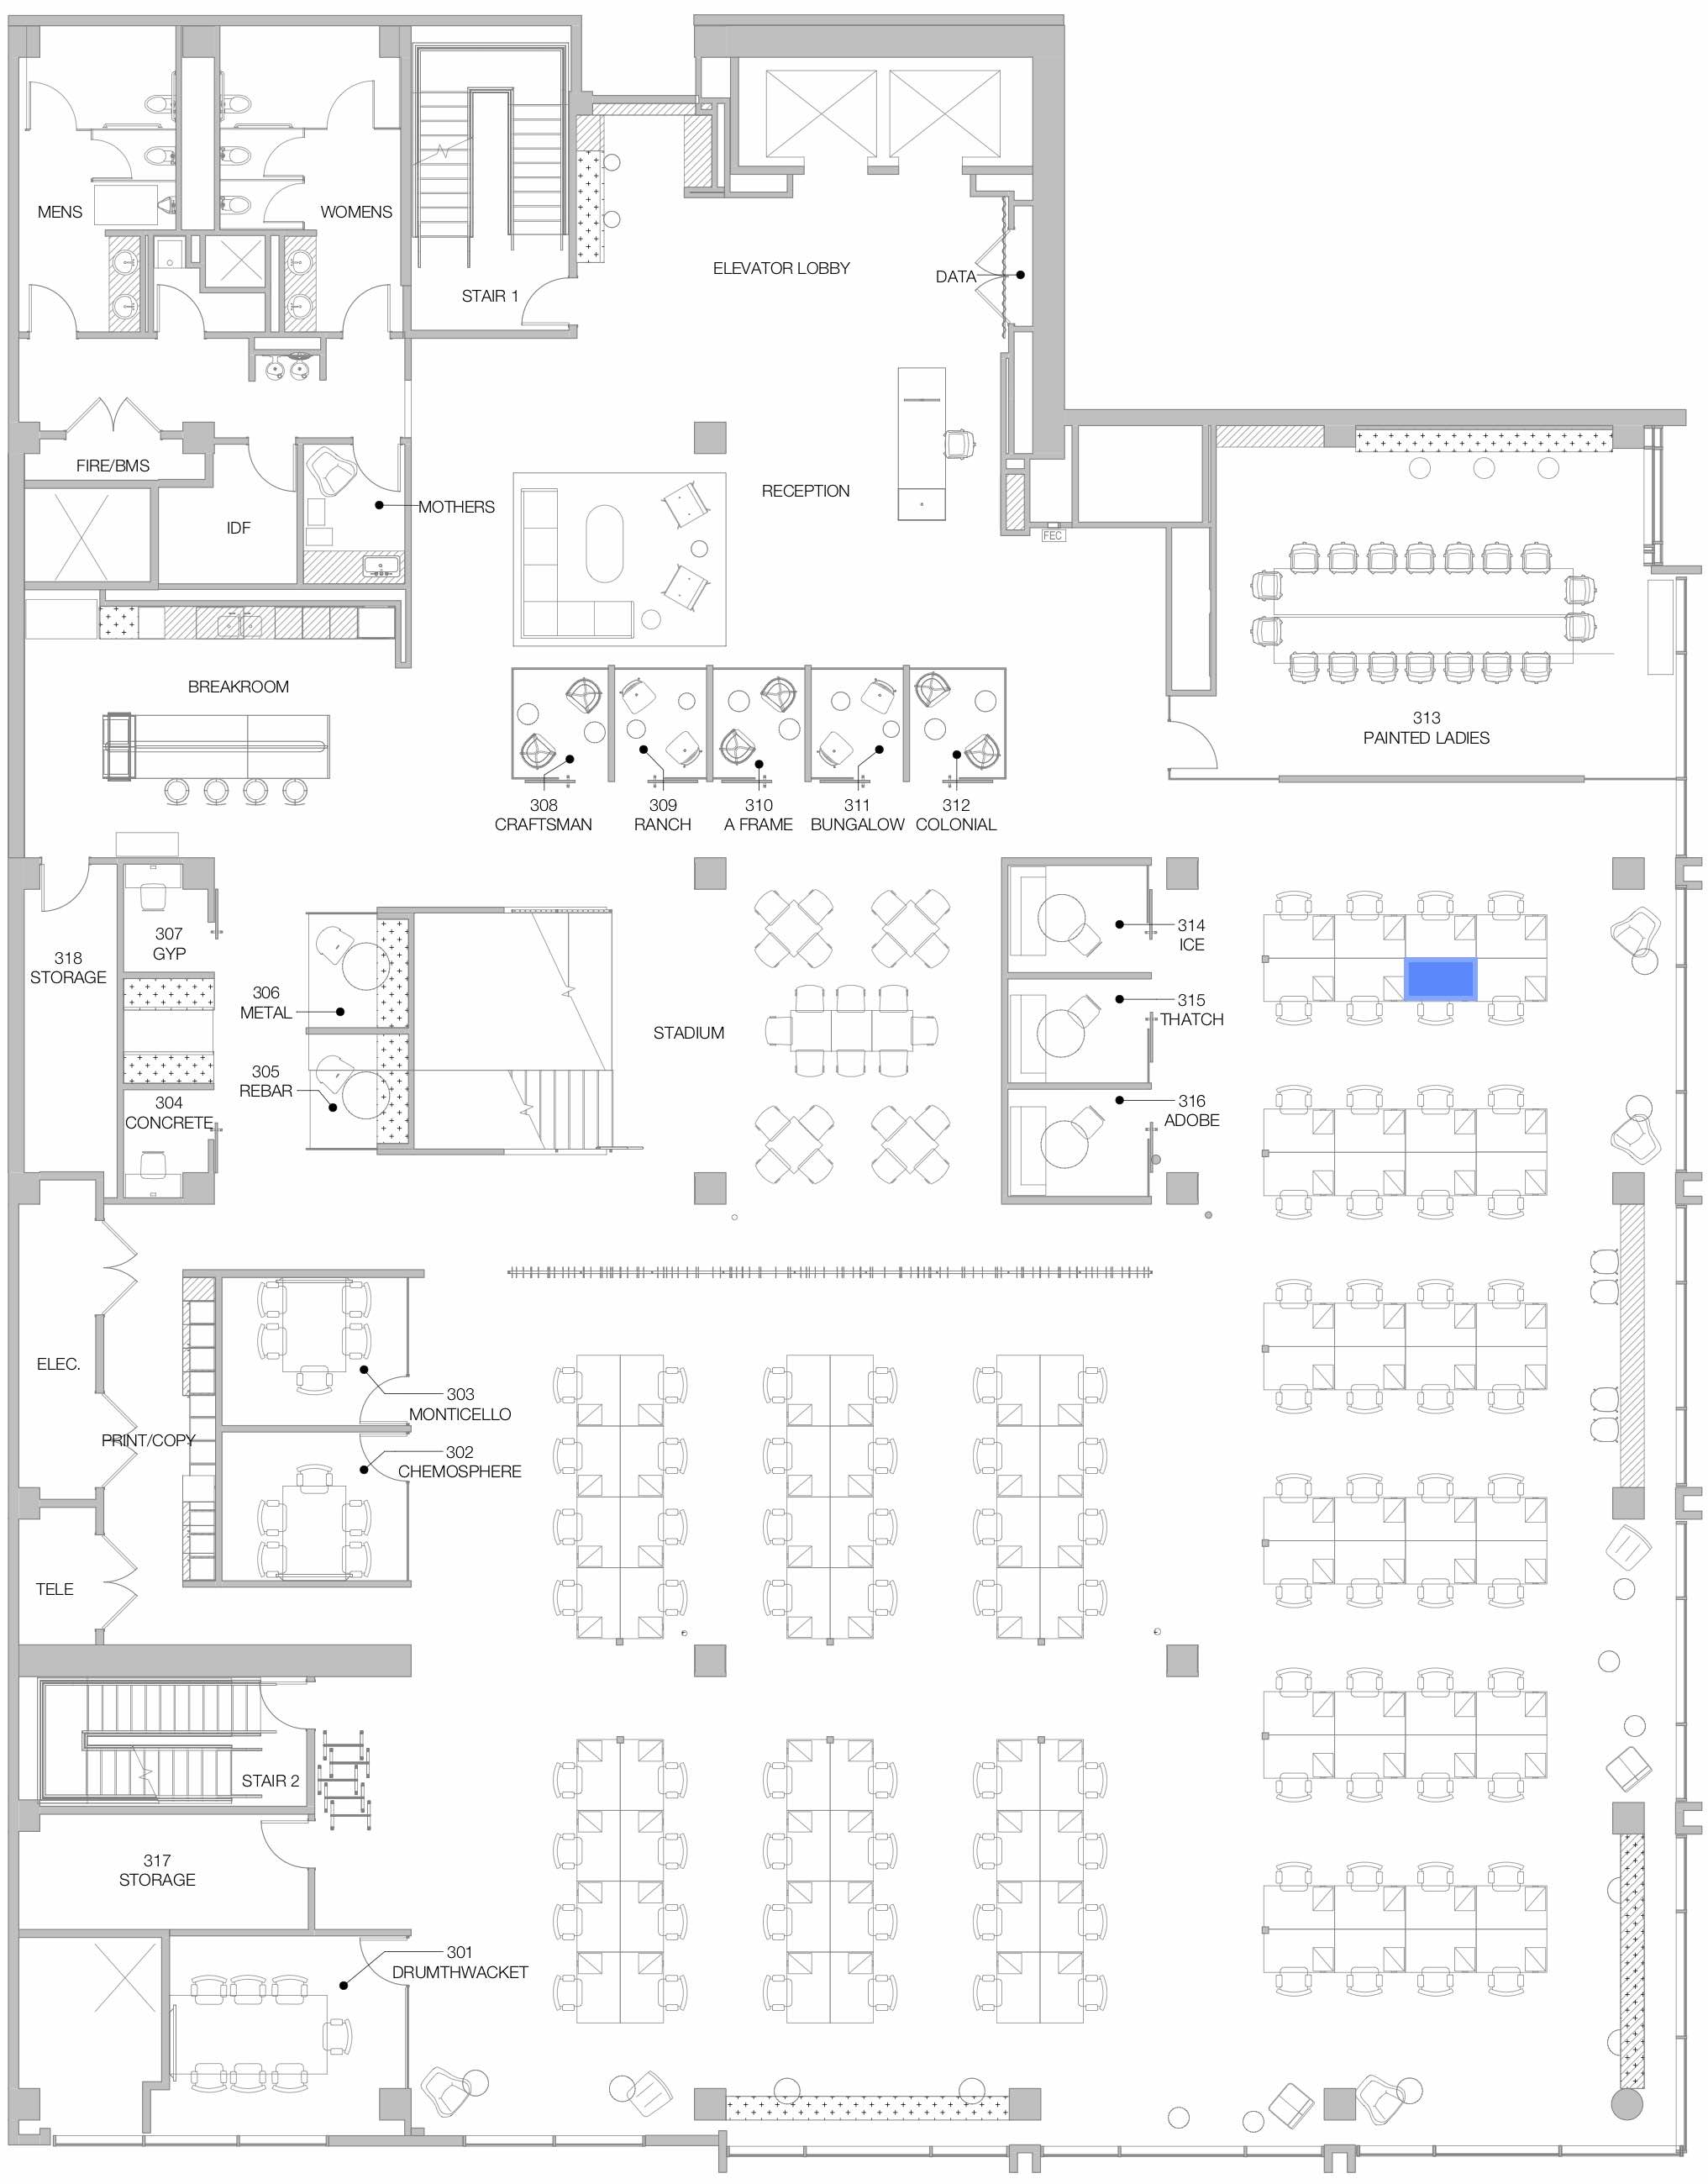 MENS
WOMENS
STAIR 1
ELEVATOR LOBBY
DATA
FIRE/BMS
IDF
MOTHERS
RECEPTION
FEC
BREAKROOM
313
PAINTED LADIES
308
CRAFTSMAN
309
RANCH
310
A FRAME
311
BUNGALOW
312
COLONIAL
307
GYP
318
STORAGE
306
METAL
305
REBAR
304
CONCRETE
STADIUM
314
ICE
315
THATCH
316
ADOBE
ELEC.
303
MONTICELLO
PRINT/COPY
302
CHEMOSPHERE
TELE
STAIR 2
317
STORAGE
301
DRUMTHWACKET